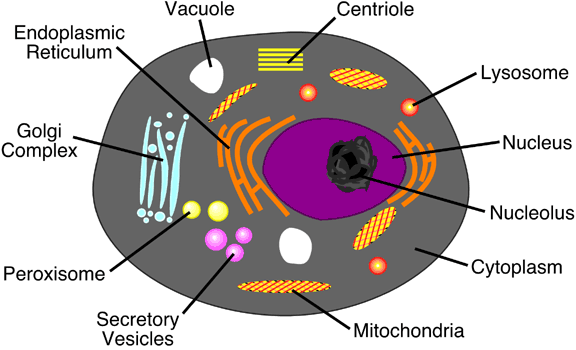 Vacuole
Centriole
Endoplasmic
Reticulum
Lysosome
Golgi
Complex
Nucleus
Nucleolus
Peroxisome
Cytoplasm
Secretory
Vesicles
Mitochondria